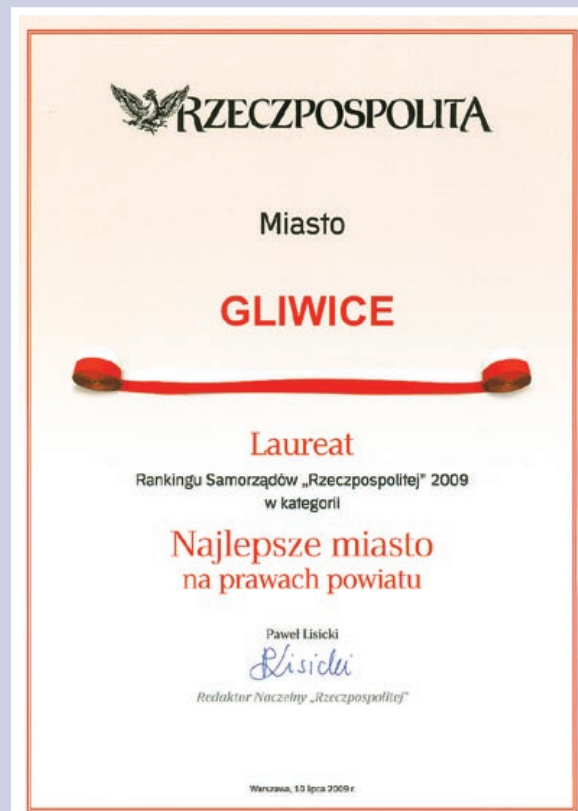 RZECZPOSPOLITA
Miasto
GLIWICE
Laureat
Rankingu Samorządów „Rzeczpospolitej” 2009
w kategorii
Najlepsze miasto
na prawach powiatu
Paweł Lisicki
PLisicki
Redaktor Naczelny „Rzeczpospolitej”
Warszawa, 10 lipca 2009 r.